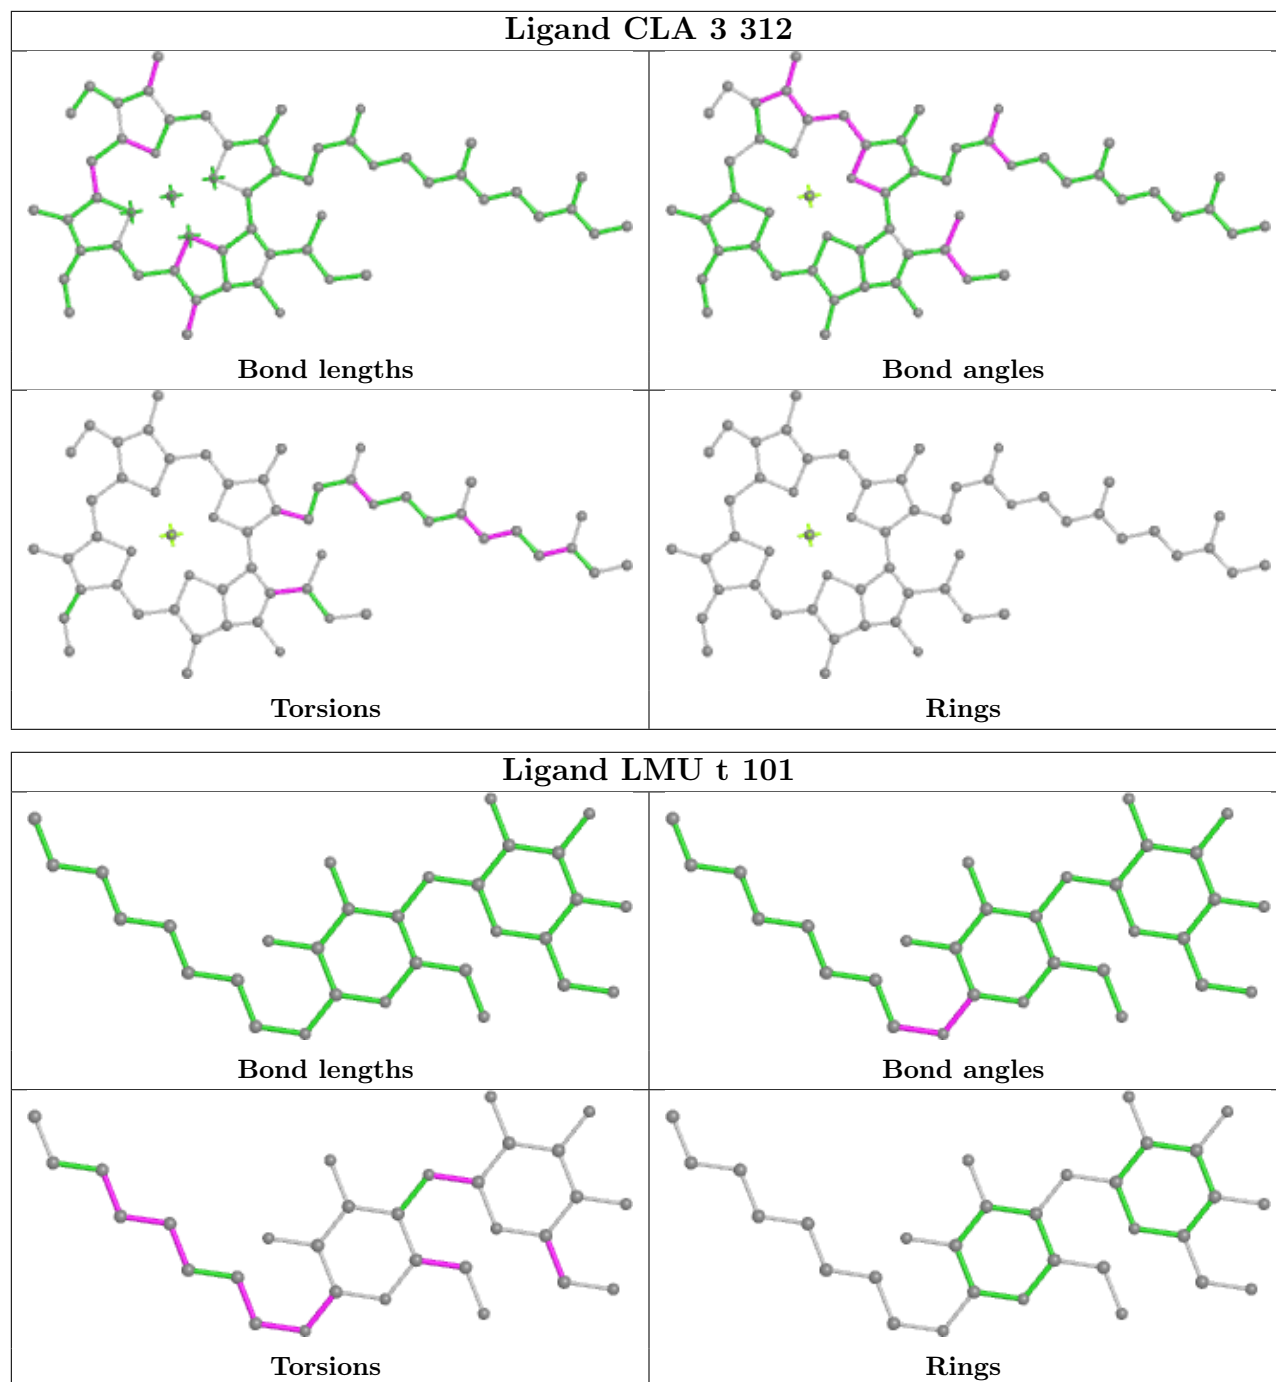 Ligand CLA 3 312
Bond lengths
Bond angles
Torsions
Rings
Ligand LMU t 101
Bond lengths
Bond angles
Torsions
Rings